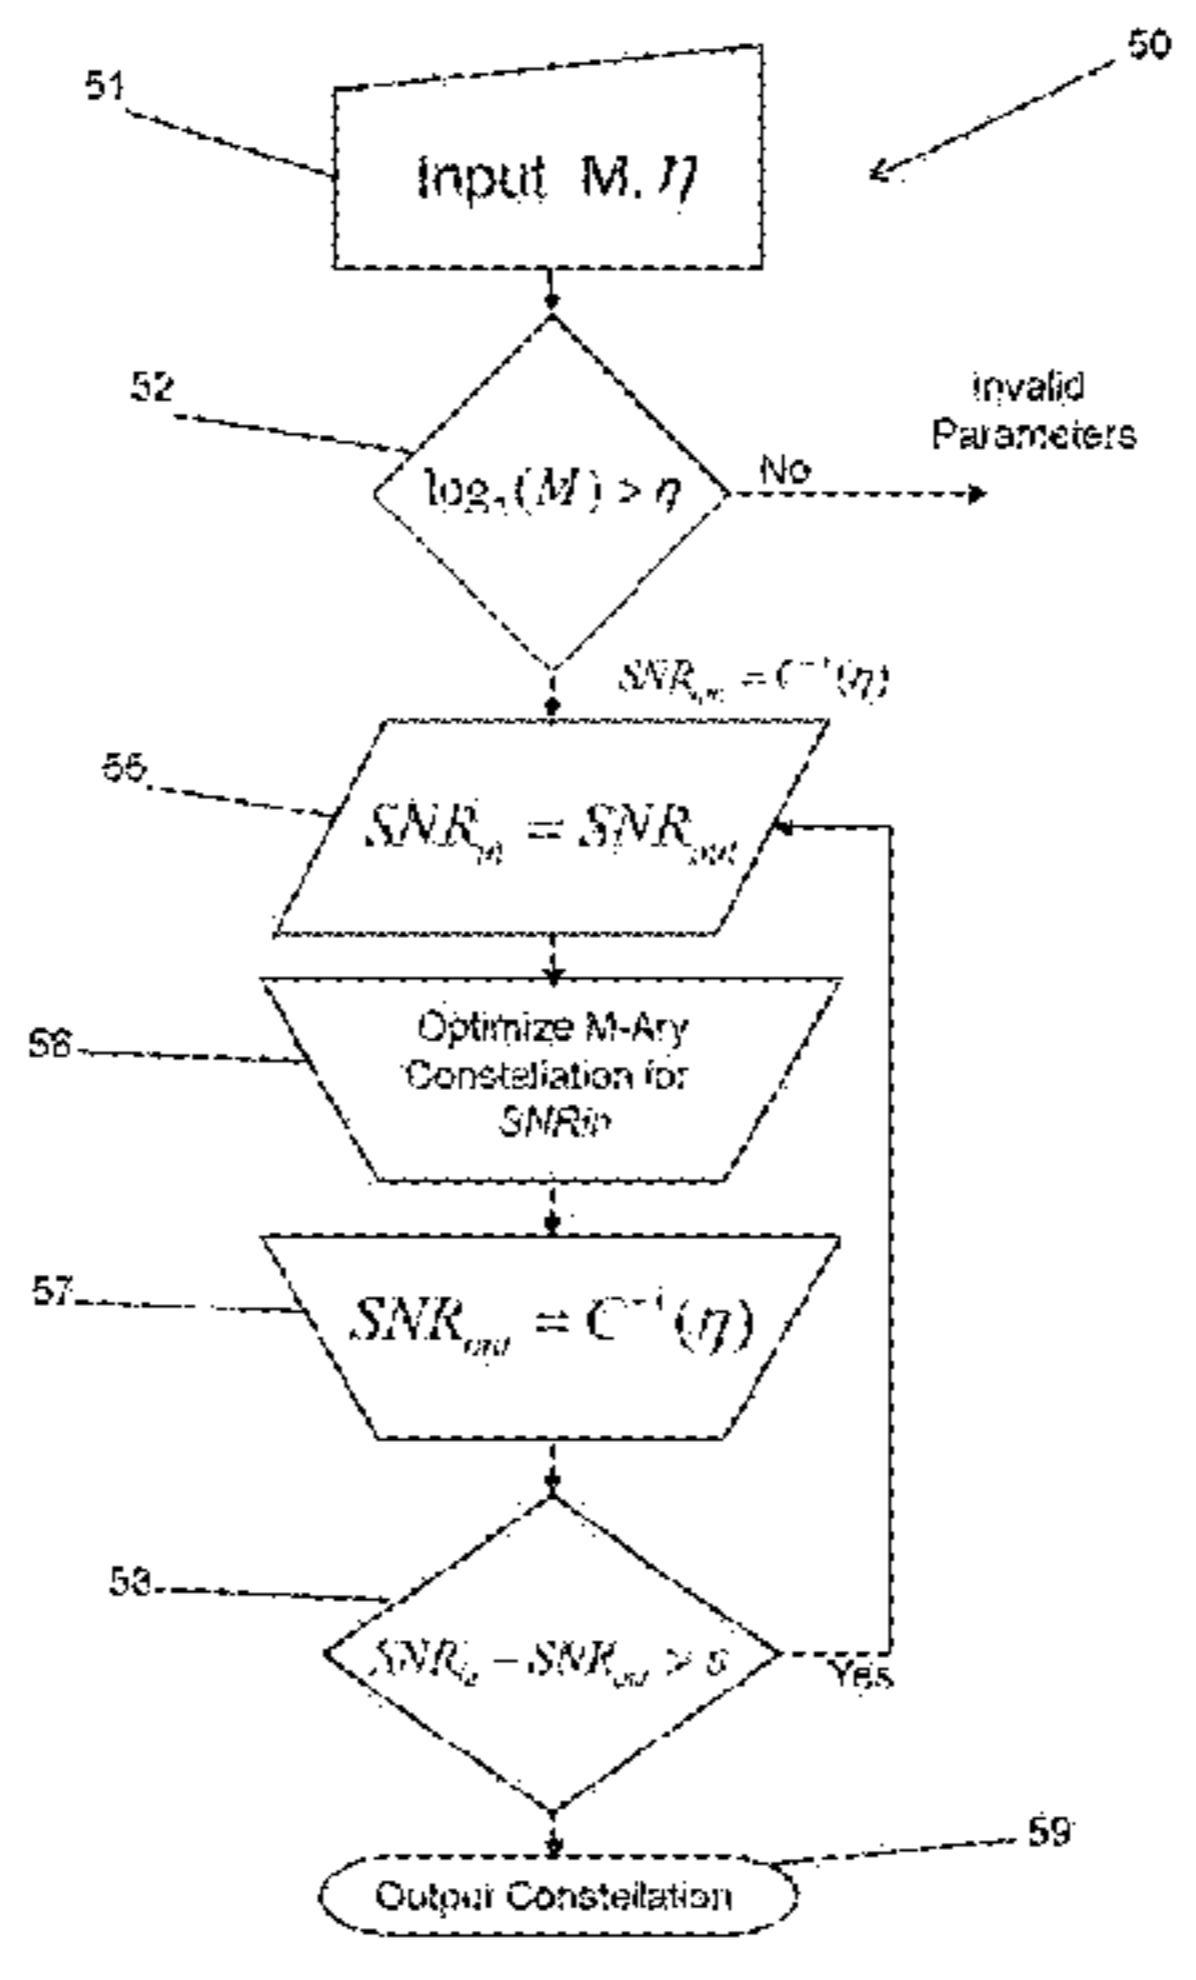 50
51
Input M, η
52
log₂(M) > η
No
Invalid
Parameters
SNRout = C⁻¹(η)
55
SNRin = SNRout
56
Optimize M-Ary
Constellation for
SNRin
57
SNRout = C⁻¹(η)
58
SNRin − SNRout > ε
Yes
59
Output Constellation